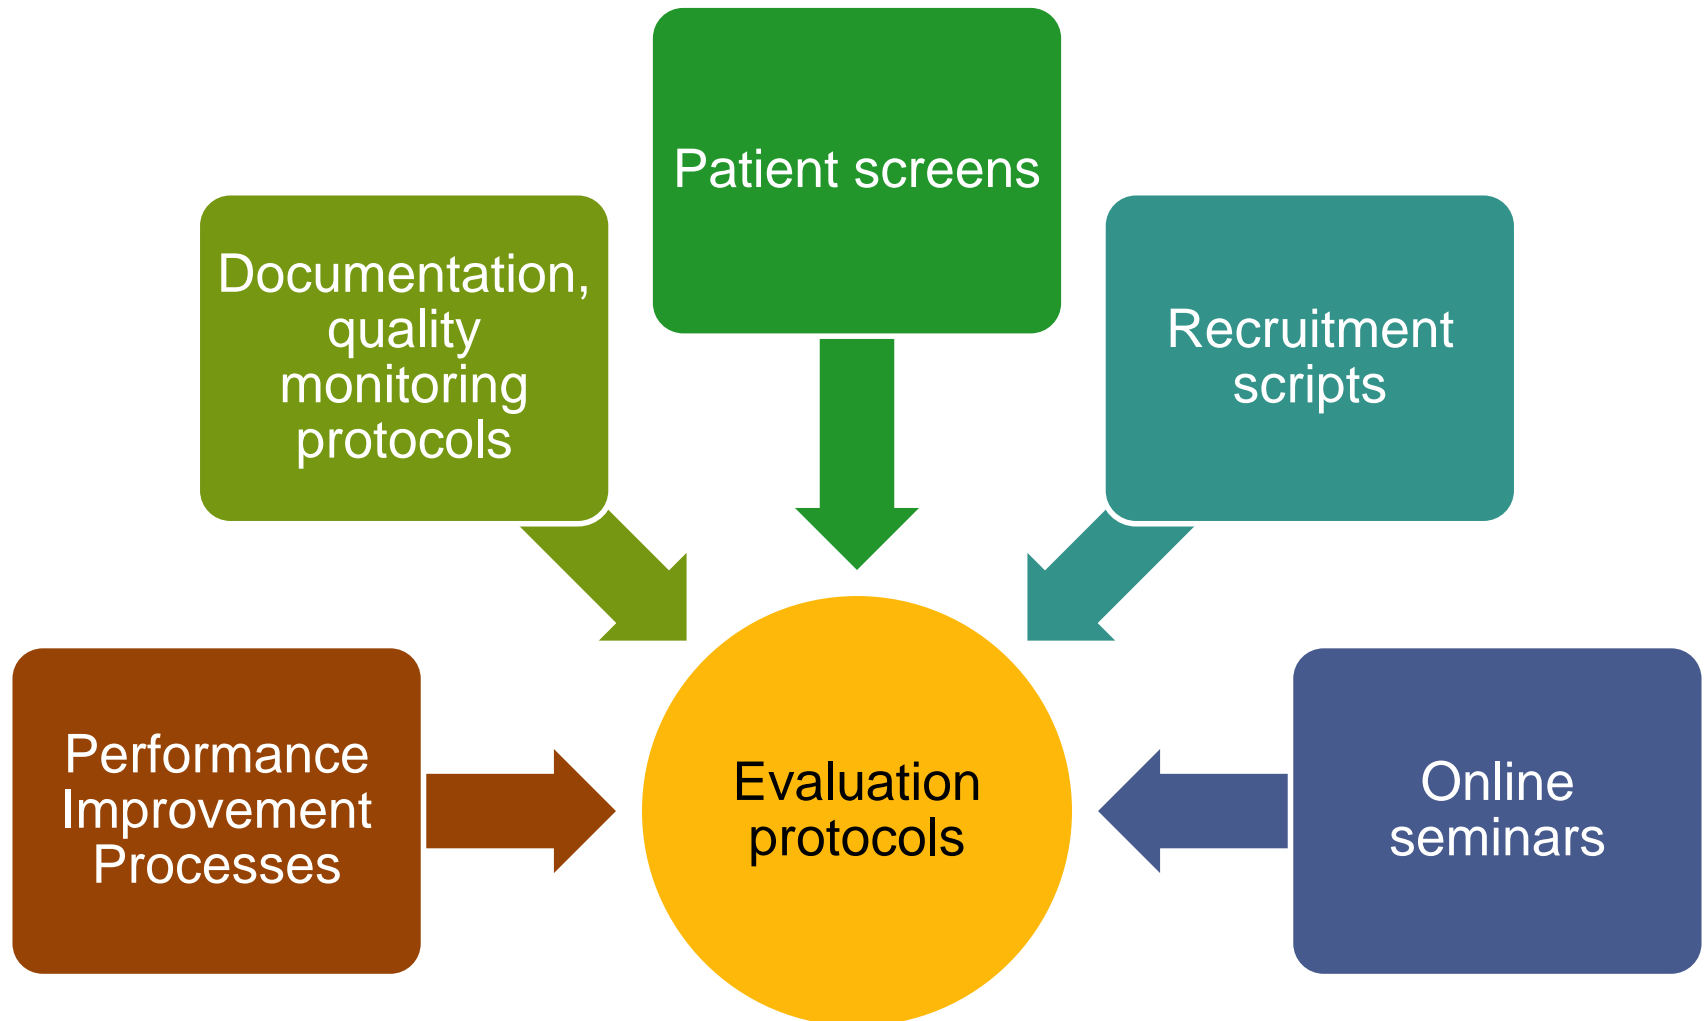 Patient screens
Documentation,
quality
monitoring
protocols
Recruitment
scripts
Performance
Improvement
Processes
Evaluation
protocols
Online
seminars